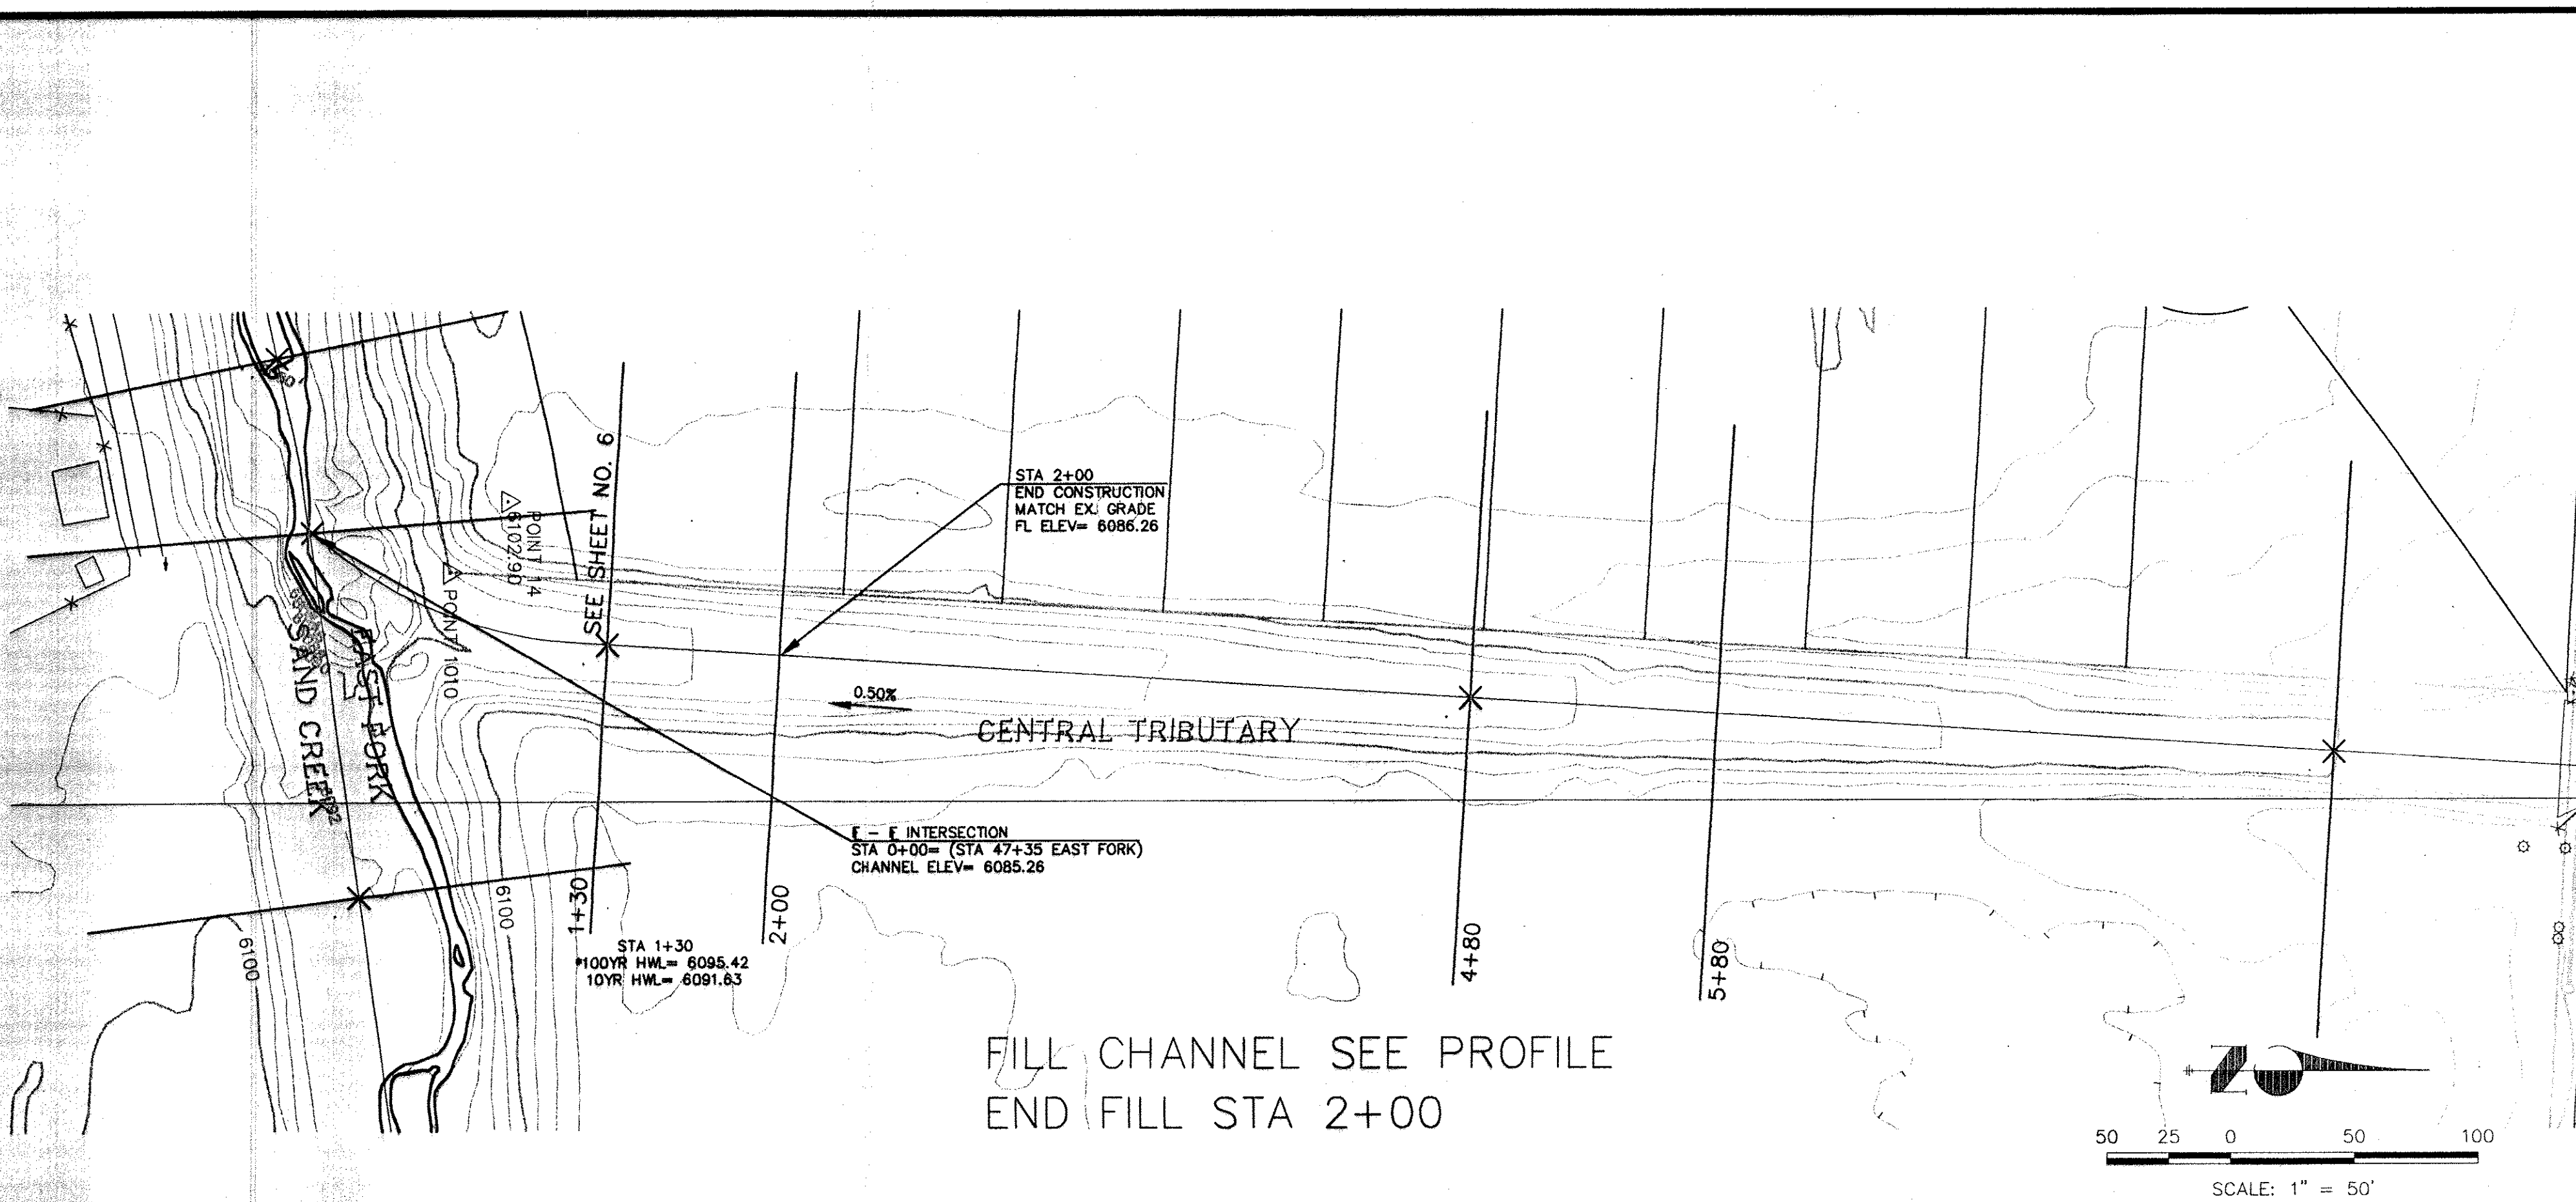 SEE SHEET NO. 6
POINT 14
6102.90
POINT 1010
STA 2+00
END CONSTRUCTION
MATCH EX. GRADE
FL ELEV= 6086.26
0.50%
CENTRAL TRIBUTARY
EAST FORK
SAND CREEK
INTERSECTION
STA 0+00= (STA 47+35 EAST FORK)
CHANNEL ELEV= 6085.26
1+30
2+00
4+80
5+80
6100
6100
STA 1+30
*100YR HWL= 6095.42
10YR HWL= 6091.63
FILL CHANNEL SEE PROFILE
END FILL STA 2+00
N
50 25 0 50 100
SCALE: 1" = 50'